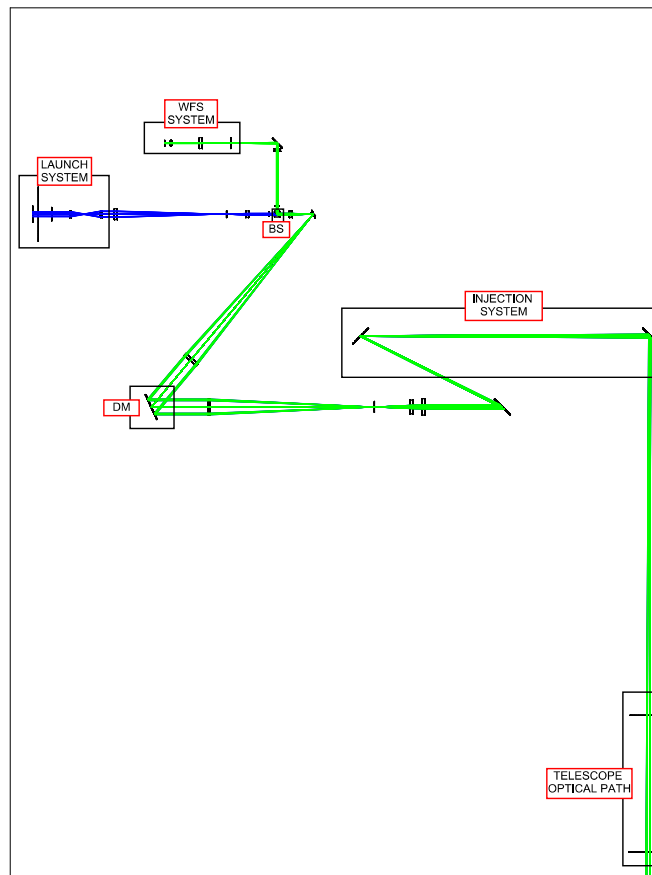 WFS
SYSTEM
LAUNCH
SYSTEM
BS
INJECTION
SYSTEM
DM
TELESCOPE
OPTICAL PATH